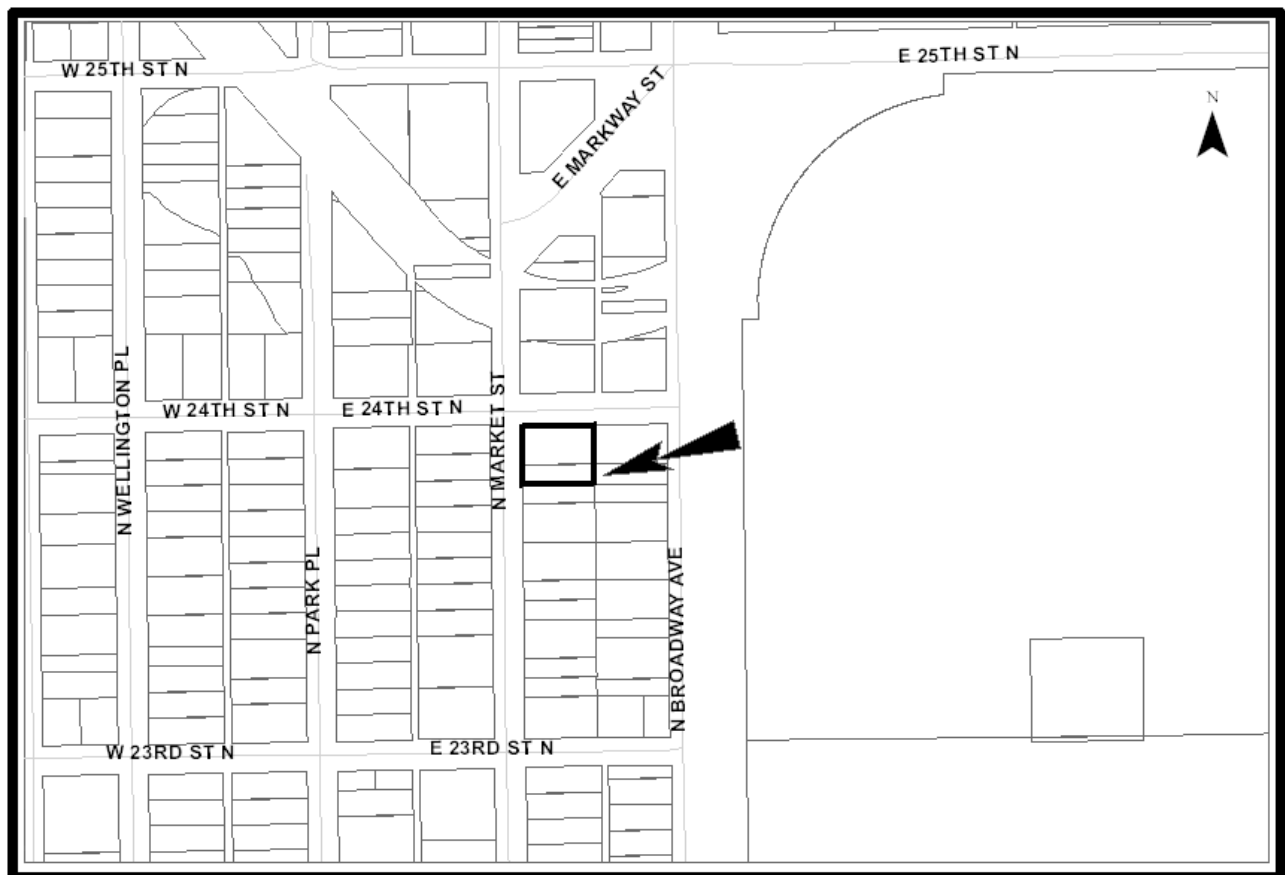 W 25TH ST N
E 25TH ST N
E MARKWAY ST
N
N WELLINGTON PL
N MARKET ST
W 24TH ST N
E 24TH ST N
N PARK PL
N BROADWAY AVE
W 23RD ST N
E 23RD ST N